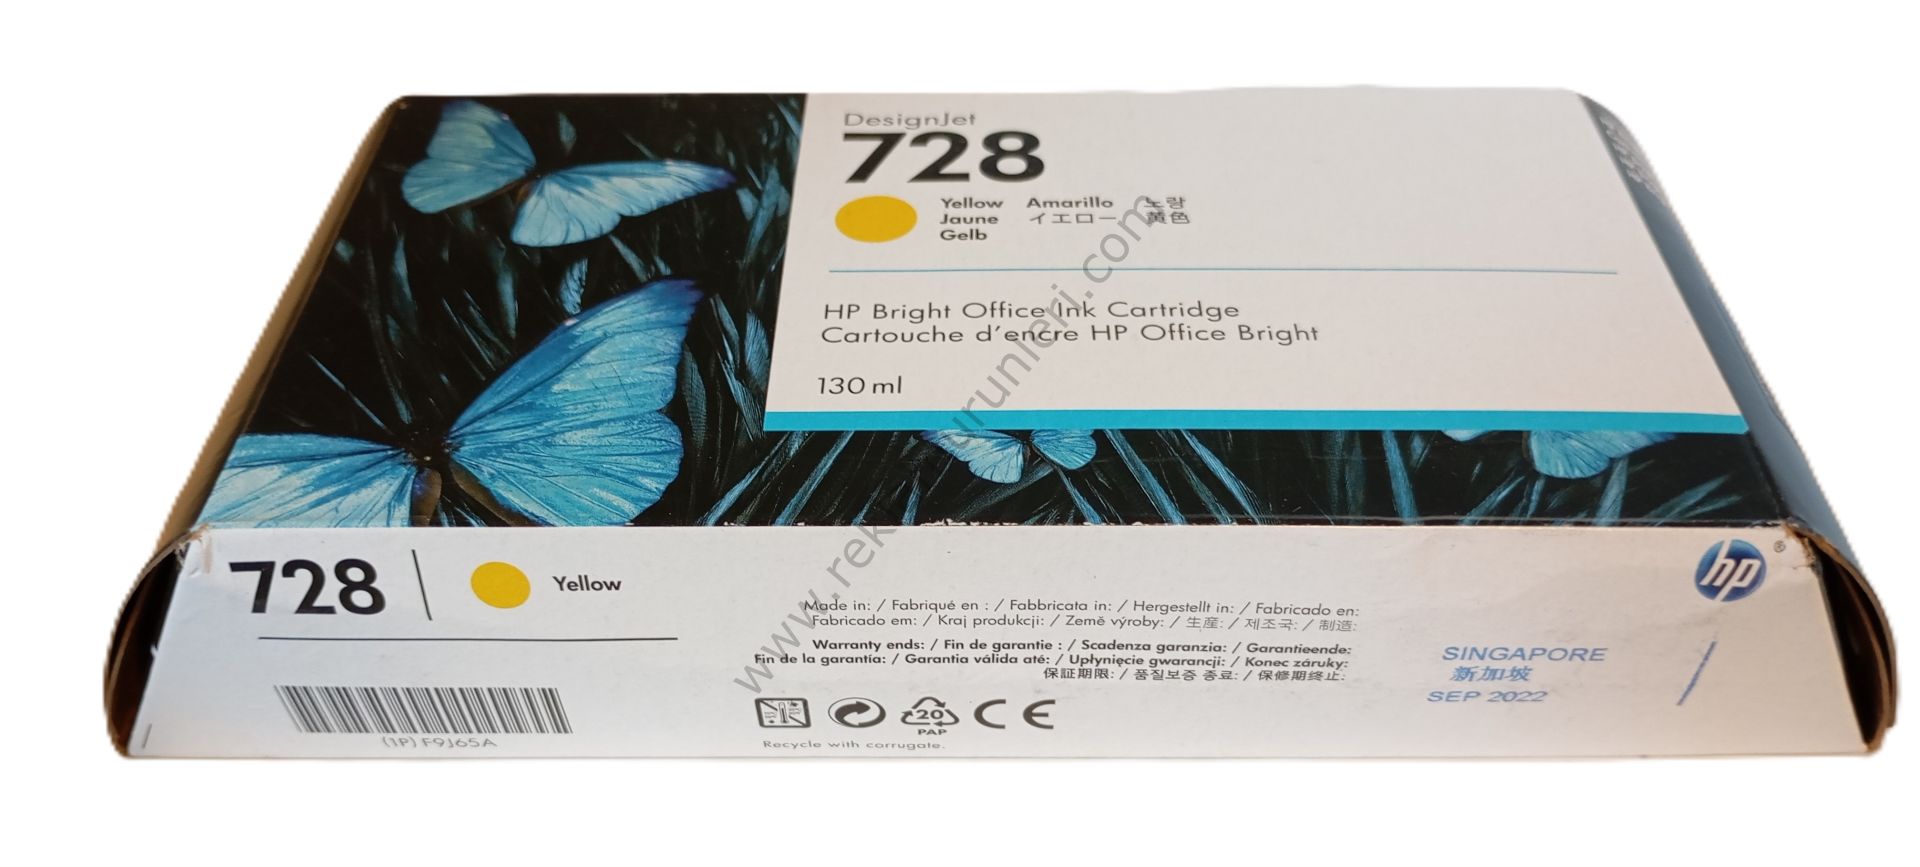 DesignJet
728
Yellow Amarillo 노랑
Jaune イエロー 黃色
Gelb
HP Bright Office Ink Cartridge
Cartouche d'encre HP Office Bright
130 ml
728 Yellow
hp ®
Made in: / Fabriqué en : / Fabbricata in: / Hergestellt in: / Fabricado en:
Fabricado em: / Kraj produkcji: / Země výroby: / 生産: / 제조국: / 制造:
Warranty ends: / Fin de garantie : / Scadenza garanzia: / Garantieende:
Fin de la garantía: / Garantia válida até: / Upłynięcie gwarancji: / Konec záruky:
保証期限: / 품질보증 종료: / 保修期终止:
SINGAPORE
新加坡
SEP 2022
(1P) F9J65A
20
PAP
CE
Recycle with corrugate.